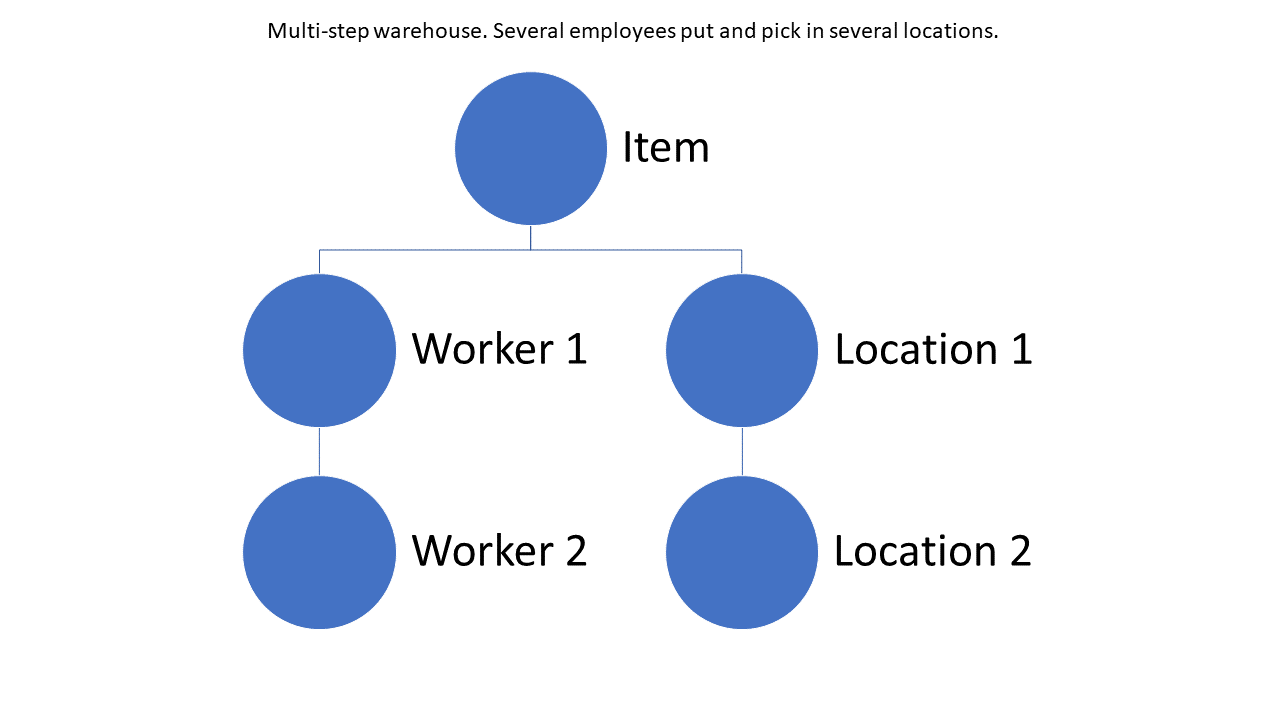 Multi-step warehouse. Several employees put and pick in several locations.
Item
Worker 1
Location 1
Worker 2
Location 2